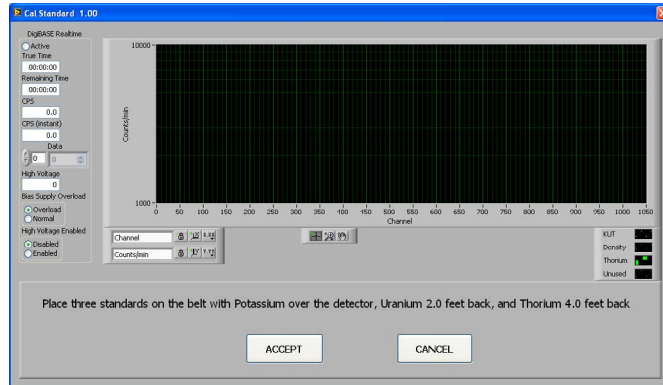 Cal Standard 1.00
DigiBASE Realtime
Active
True Time
00:00:00
Remaining Time
00:00:00
CPS
0.0
CPS (instant)
0.0
Data
0 0
High Voltage
0
Bias Supply Overload
Overload
Normal
High Voltage Enabled
Disabled
Enabled
10000
Counts/min
1000
0 50 100 150 200 250 300 350 400 450 500 550 600 650 700 750 800 850 900 950 1000 1050
Channel
Channel
Counts/min
KUT
Density
Thorium
Unused
Place three standards on the belt with Potassium over the detector, Uranium 2.0 feet back, and Thorium 4.0 feet back
ACCEPT CANCEL